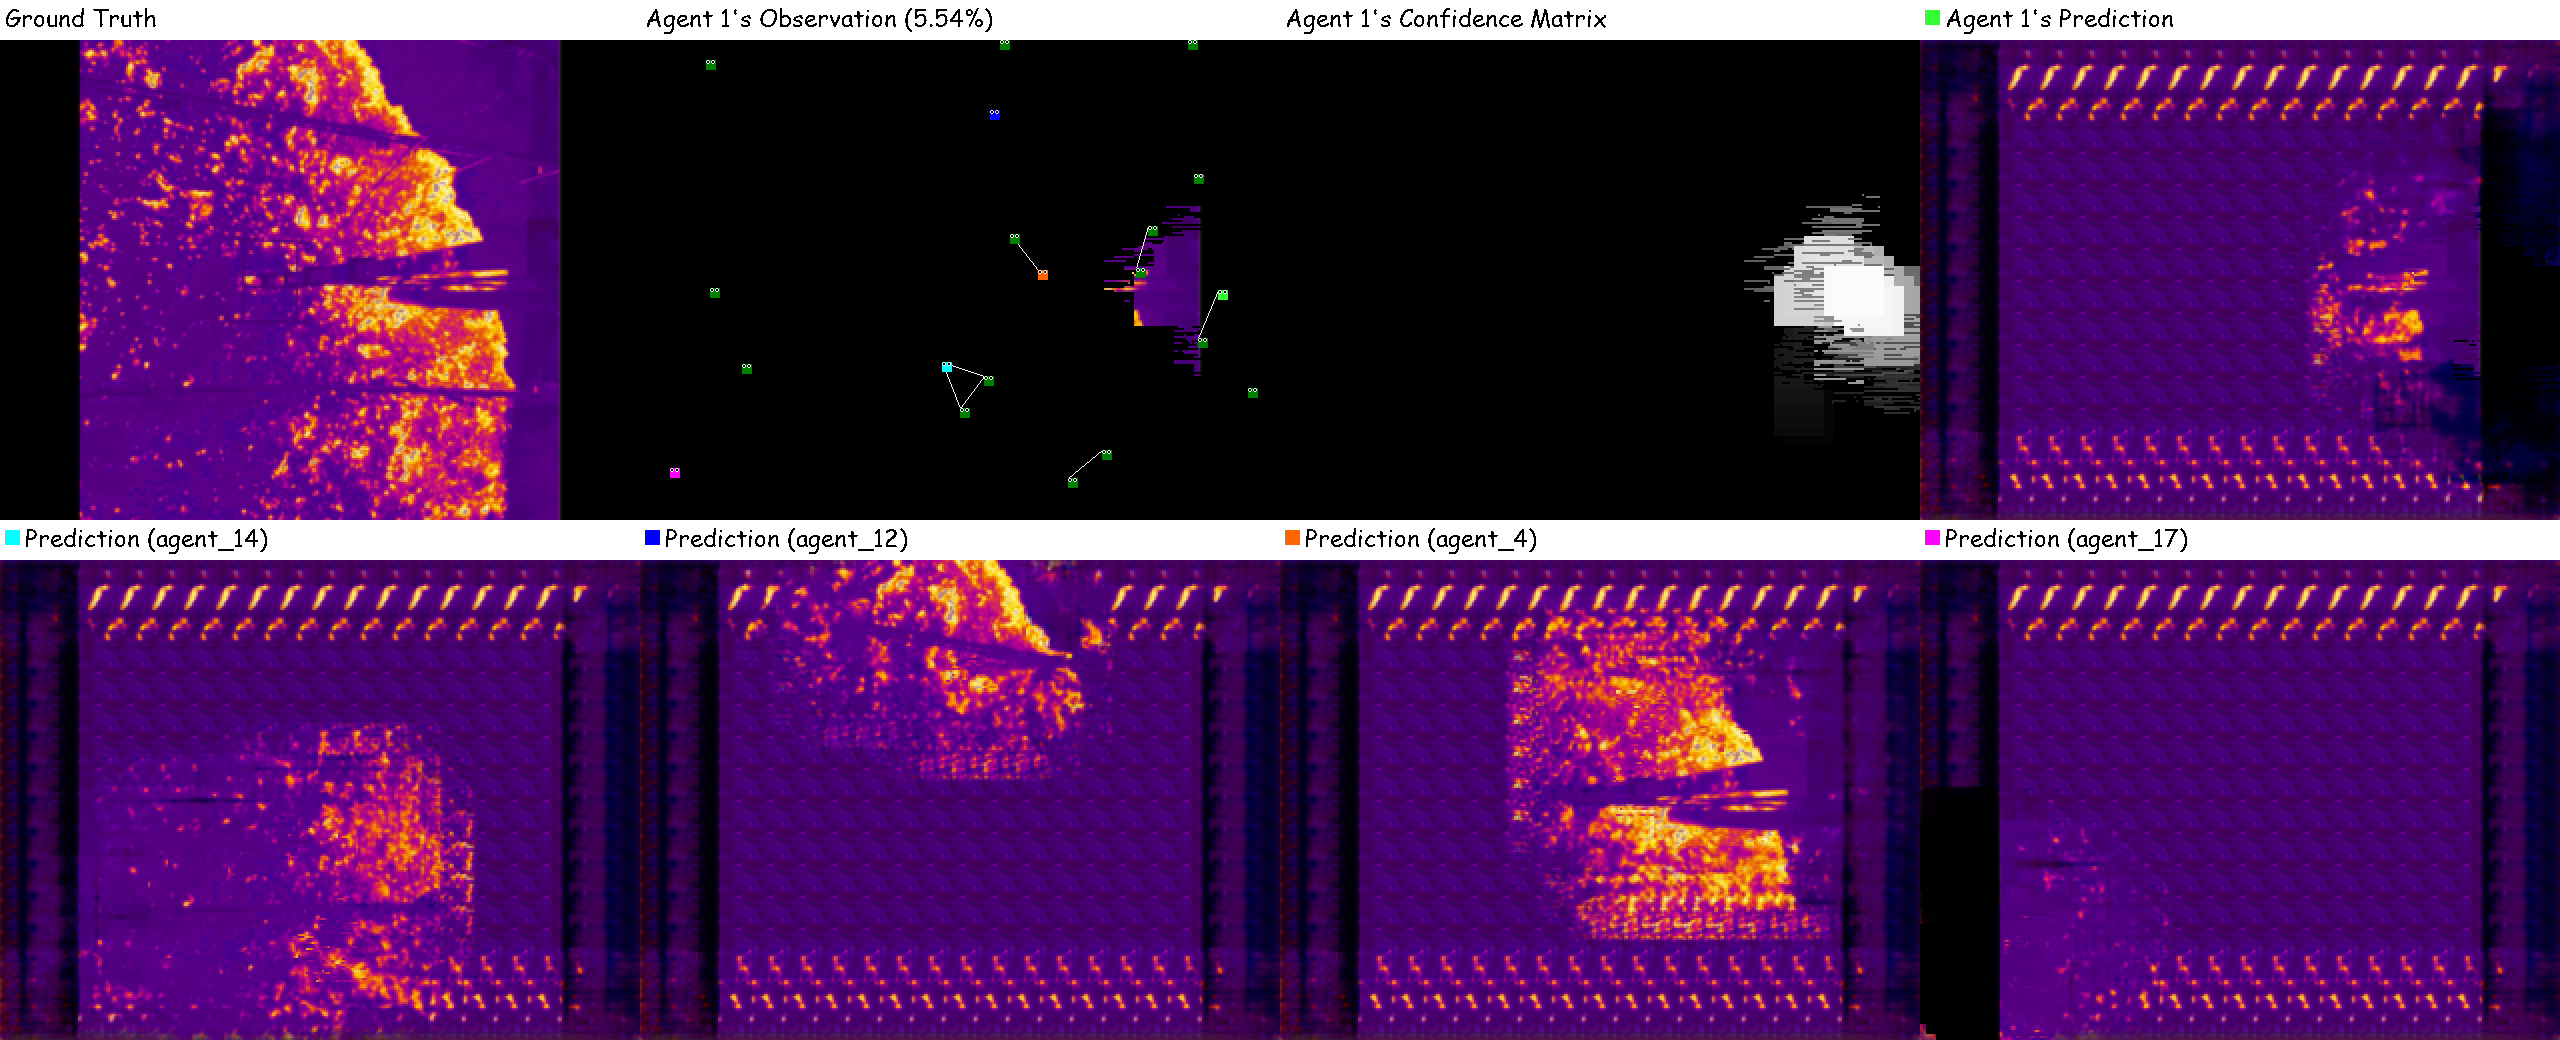 Ground Truth
Agent 1's Observation (5.54%)
Agent 1's Confidence Matrix
Agent 1's Prediction
Prediction (agent_14)
Prediction (agent_12)
Prediction (agent_4)
Prediction (agent_17)